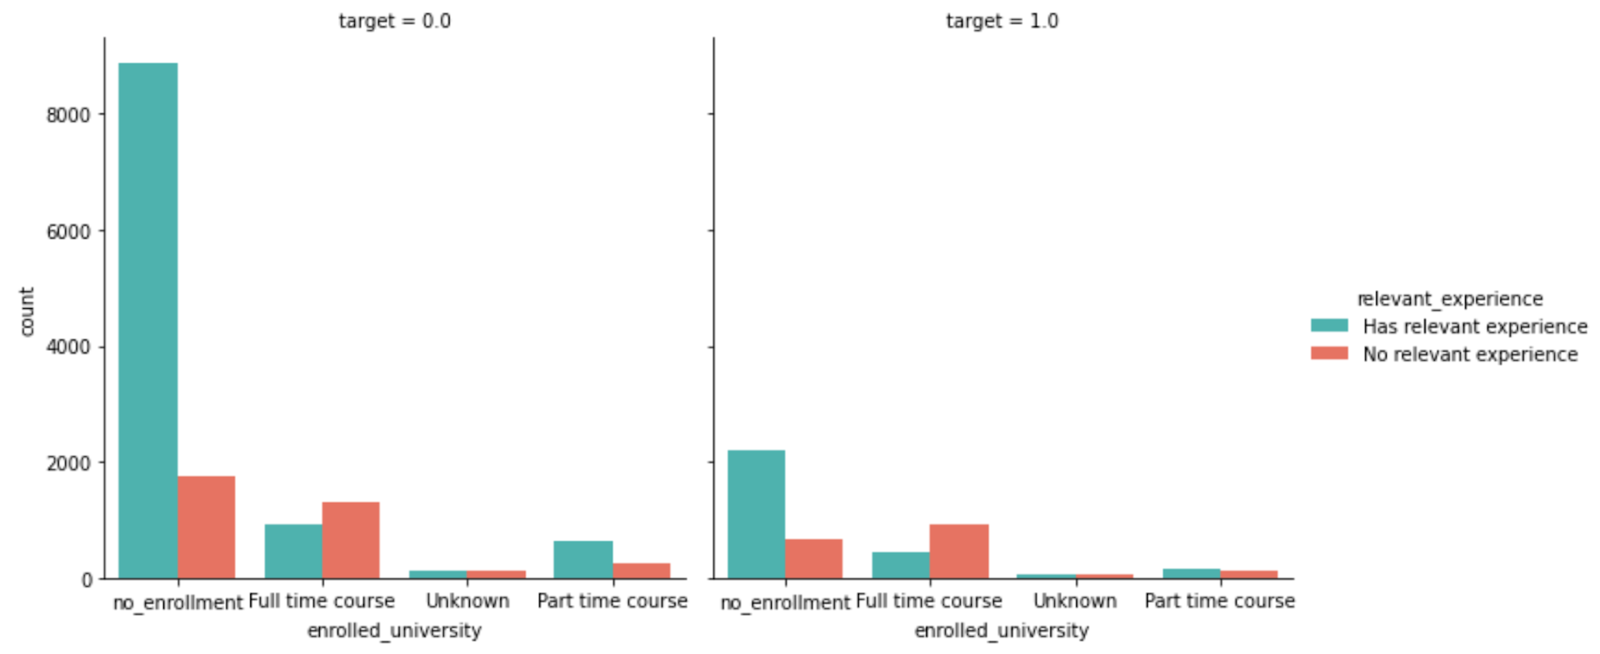 target = 0.0
target = 1.0
8000
6000
4000
2000
0
count
no_enrollment Full time course Unknown Part time course
enrolled_university
no_enrollment Full time course Unknown Part time course
enrolled_university
relevant_experience
Has relevant experience
No relevant experience